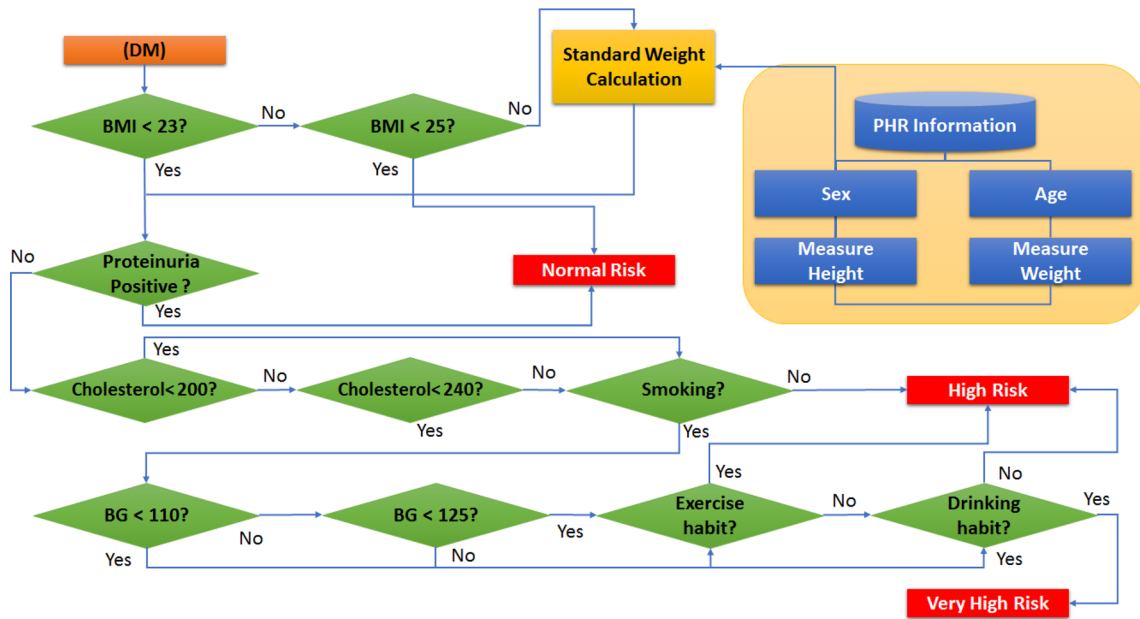 (DM)
Standard Weight
Calculation
No
No
BMI < 23?
BMI < 25?
PHR Information
Yes
Yes
Sex
Age
No
Proteinuria
Positive ?
Normal Risk
Measure
Height
Measure
Weight
Yes
Yes
Cholesterol<200?
No
Cholesterol<240?
No
Smoking?
No
High Risk
Yes
Yes
Yes
No
BG < 110?
BG < 125?
Exercise
habit?
No
Drinking
habit?
Yes
Yes
No
No
Yes
Yes
Very High Risk